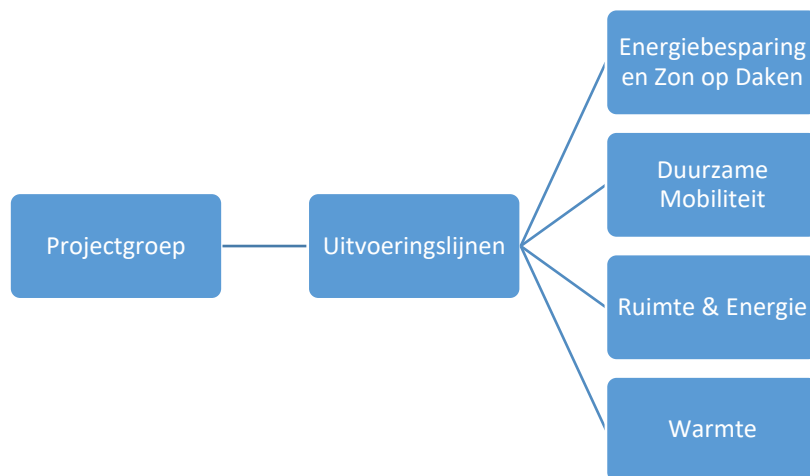 Projectgroep
Uitvoeringslijnen
Energiebesparing
en Zon op Daken
Duurzame
Mobiliteit
Ruimte & Energie
Warmte